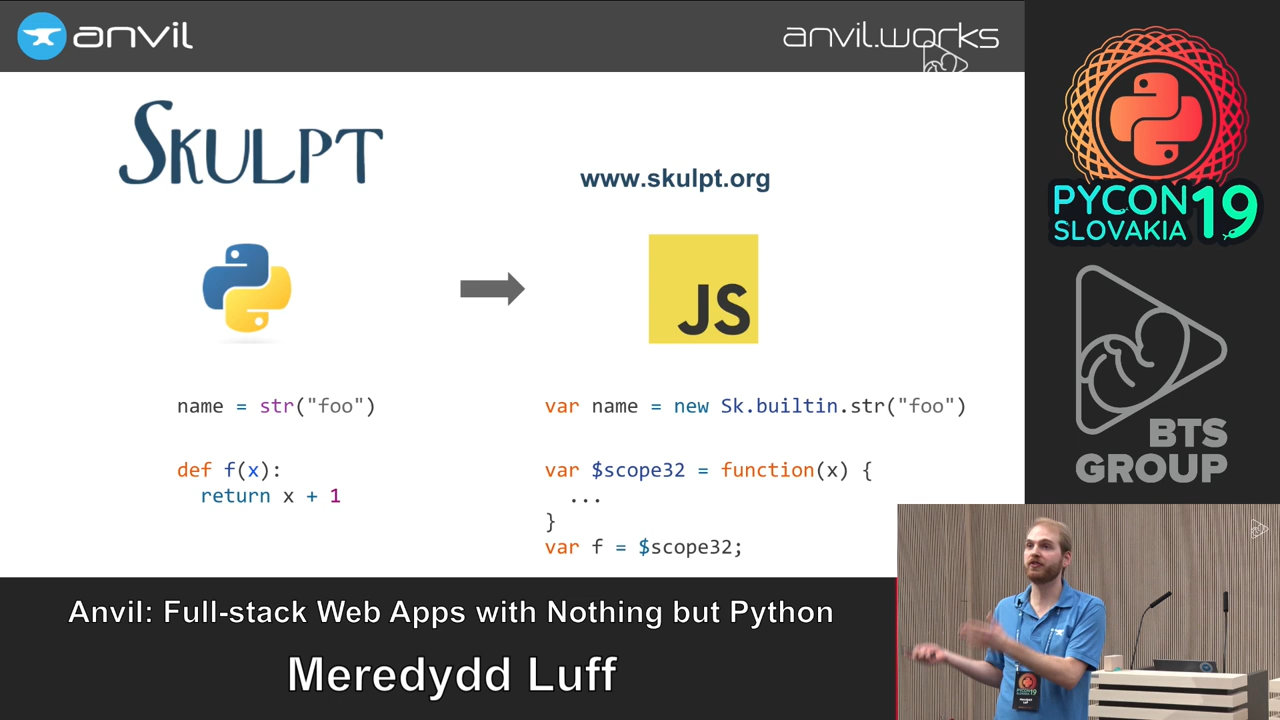 anvil
anvil.works
SKULPT
www.skulpt.org
JS
name = str("foo")
var name = new Sk.builtin.str("foo")
def f(x):
return x + 1
var $scope32 = function(x) {
...
}
var f = $scope32;
PYCON
SLOVAKIA 19
BTS
GROUP
Anvil: Full-stack Web Apps with Nothing but Python
Meredydd Luff